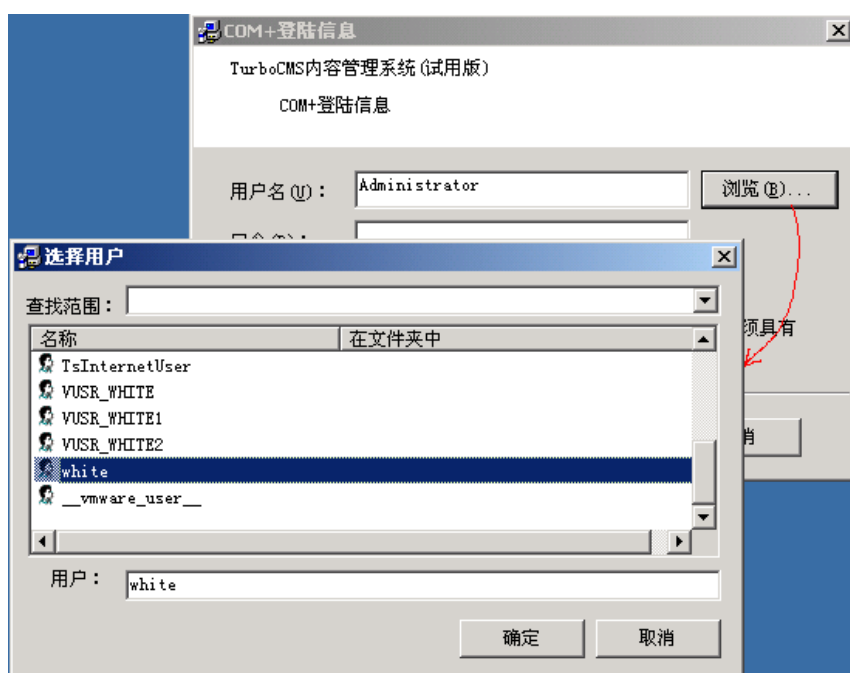 COM+登陆信息
TurboCMS内容管理系统(试用版)
COM+登陆信息
用户名(U)：
Administrator
浏览(B)...
选择用户
查找范围：
须具有
名称
在文件夹中
TsInternetUser
VUSR_WHITE
VUSR_WHITE1
VUSR_WHITE2
消
white
__vmware_user__
用户：
white
确定
取消